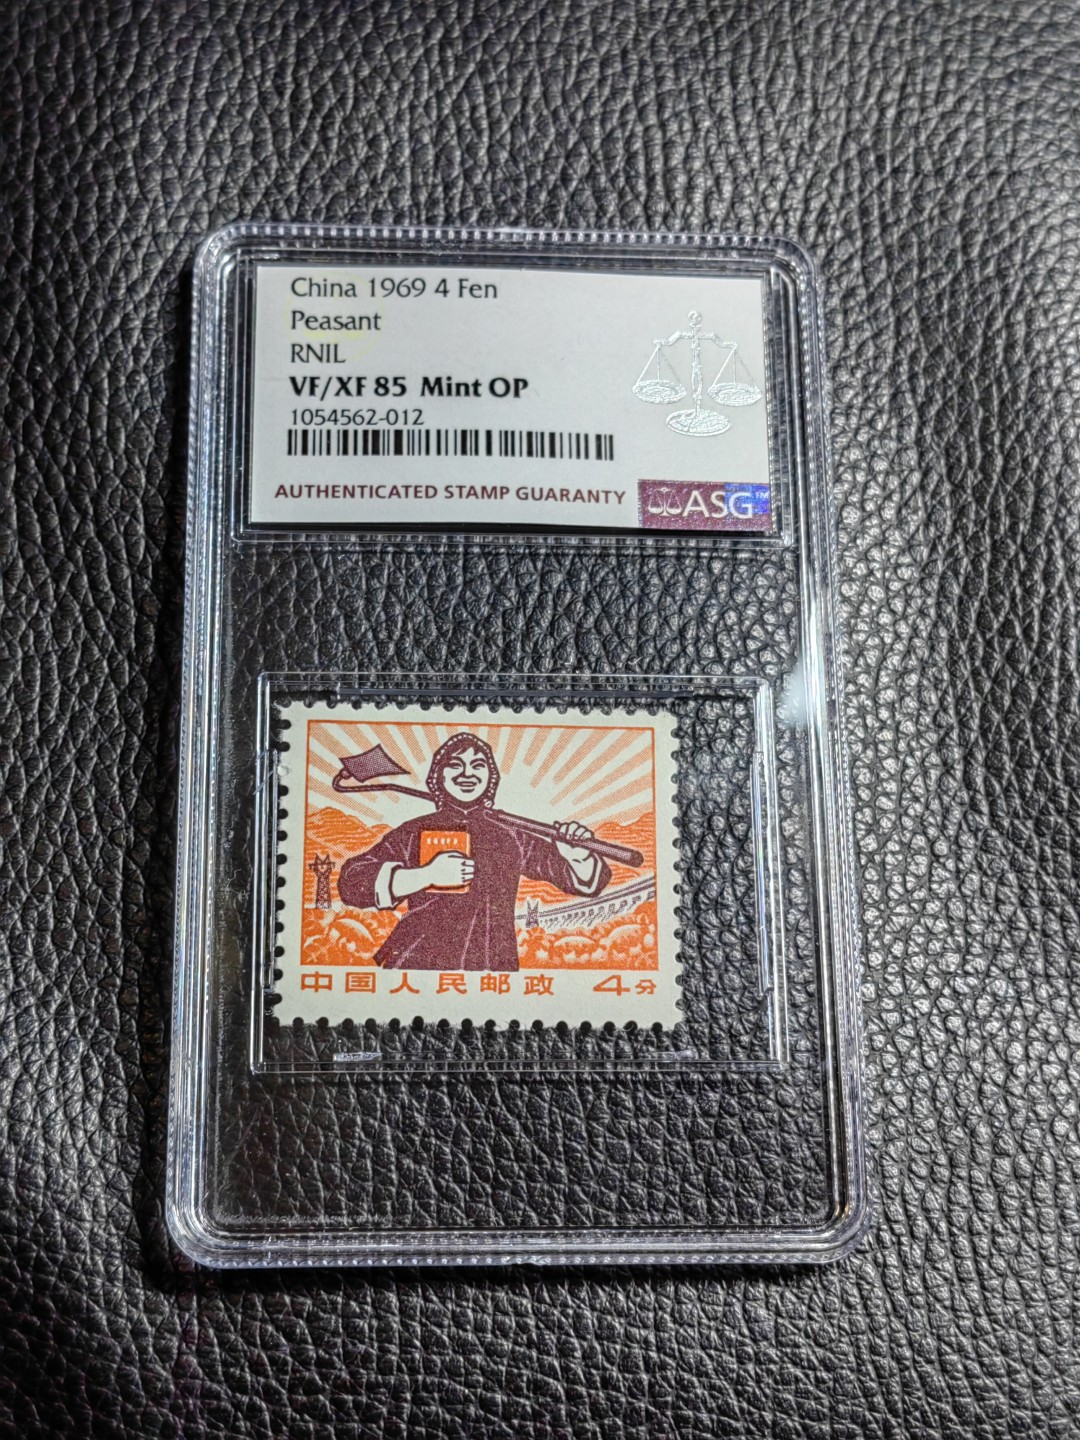 China 1969 4 Fen
Peasant
RNIL
VF/XF 85 Mint OP
1054562-012
AUTHENTICATED STAMP GUARANTY ASG™
中国人民邮政 4分